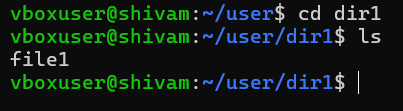 vboxuser@shivam:~/user$ cd dir1
vboxuser@shivam:~/user/dir1$ ls
file1
vboxuser@shivam:~/user/dir1$